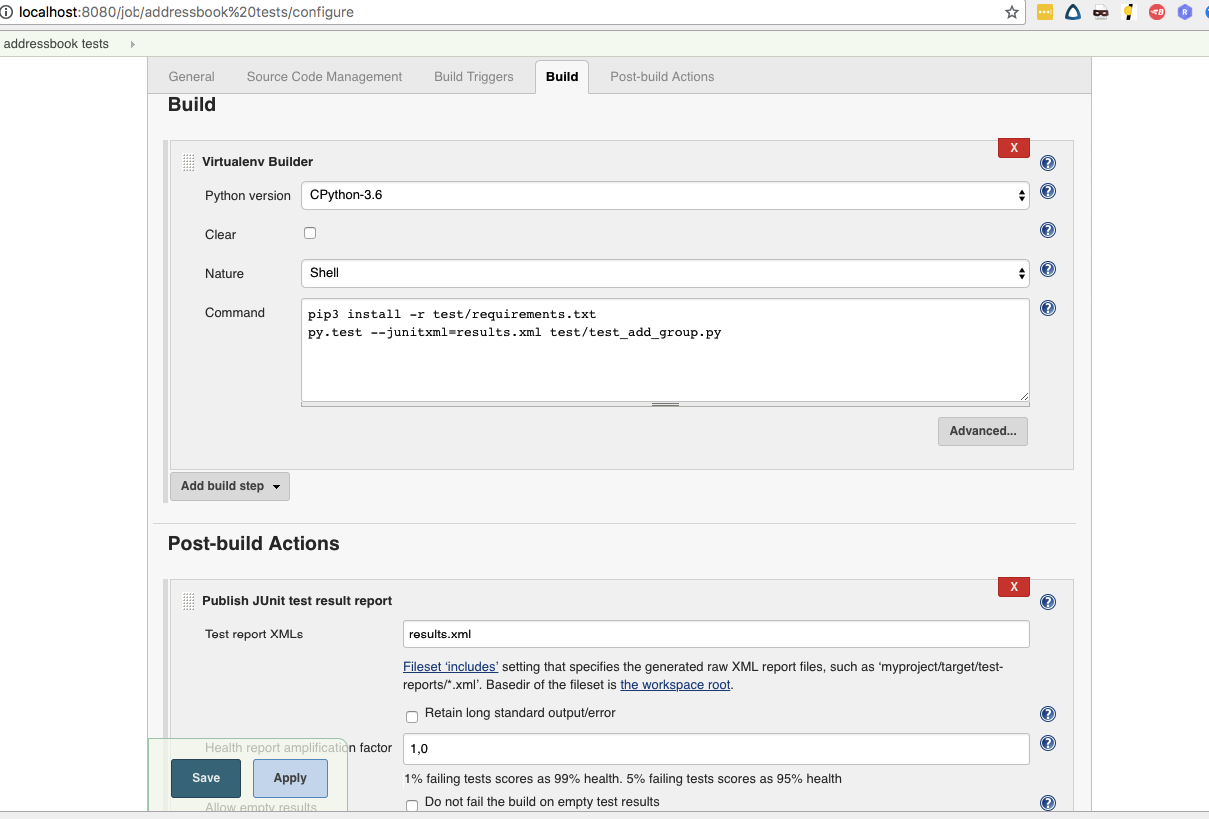 localhost:8080/job/addressbook%20tests/configure
addressbook tests
General Source Code Management Build Triggers Build Post-build Actions
Build
X
Virtualenv Builder
Python version CPython-3.6
Clear
Nature Shell
Command
pip3 install -r test/requirements.txt
py.test --junitxml=results.xml test/test_add_group.py
Advanced...
Add build step
Post-build Actions
X
Publish JUnit test result report
Test report XMLs results.xml
Fileset ‘includes’ setting that specifies the generated raw XML report files, such as ‘myproject/target/test-
reports/*.xml’. Basedir of the fileset is the workspace root.
Retain long standard output/error
Health report amplification factor 1,0
1% failing tests scores as 99% health. 5% failing tests scores as 95% health
Save Apply
Allow empty results Do not fail the build on empty test results